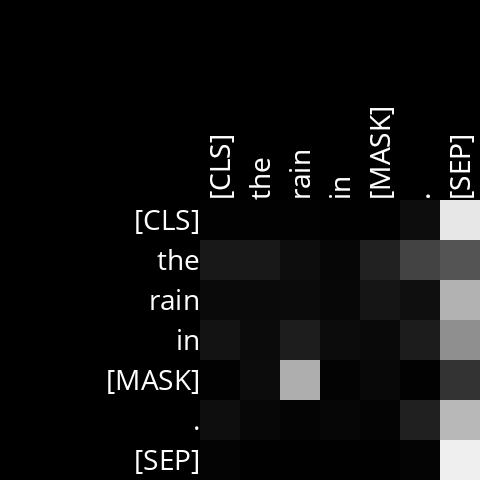 [CLS]
the
rain
in
[MASK]
.
[SEP]
[CLS]
the
rain
in
[MASK]
.
[SEP]